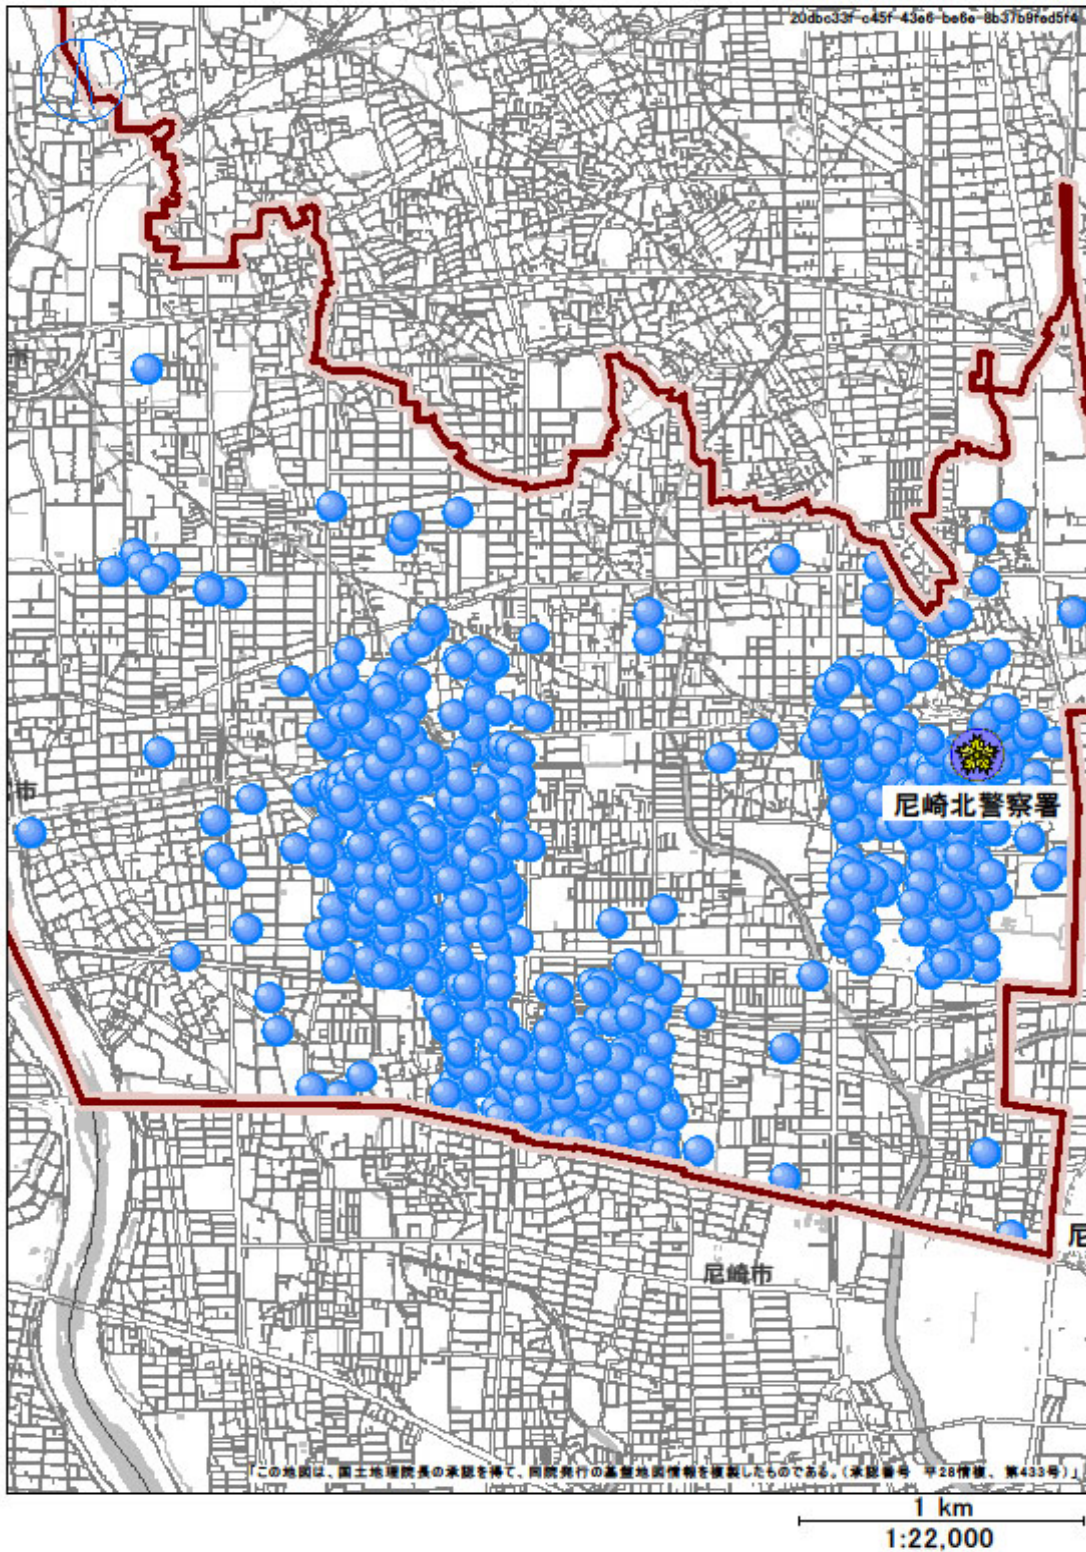 20dbc33f-c45f-43e6-be6e-8b37b9fed5f4
市
市
尼崎北警察署
尼
尼崎市
「この地図は、国土地理院長の承認を得て、同院発行の基盤地図情報を複製したものである。（承認番号　平28情複、第433号）」
1 km
1:22,000